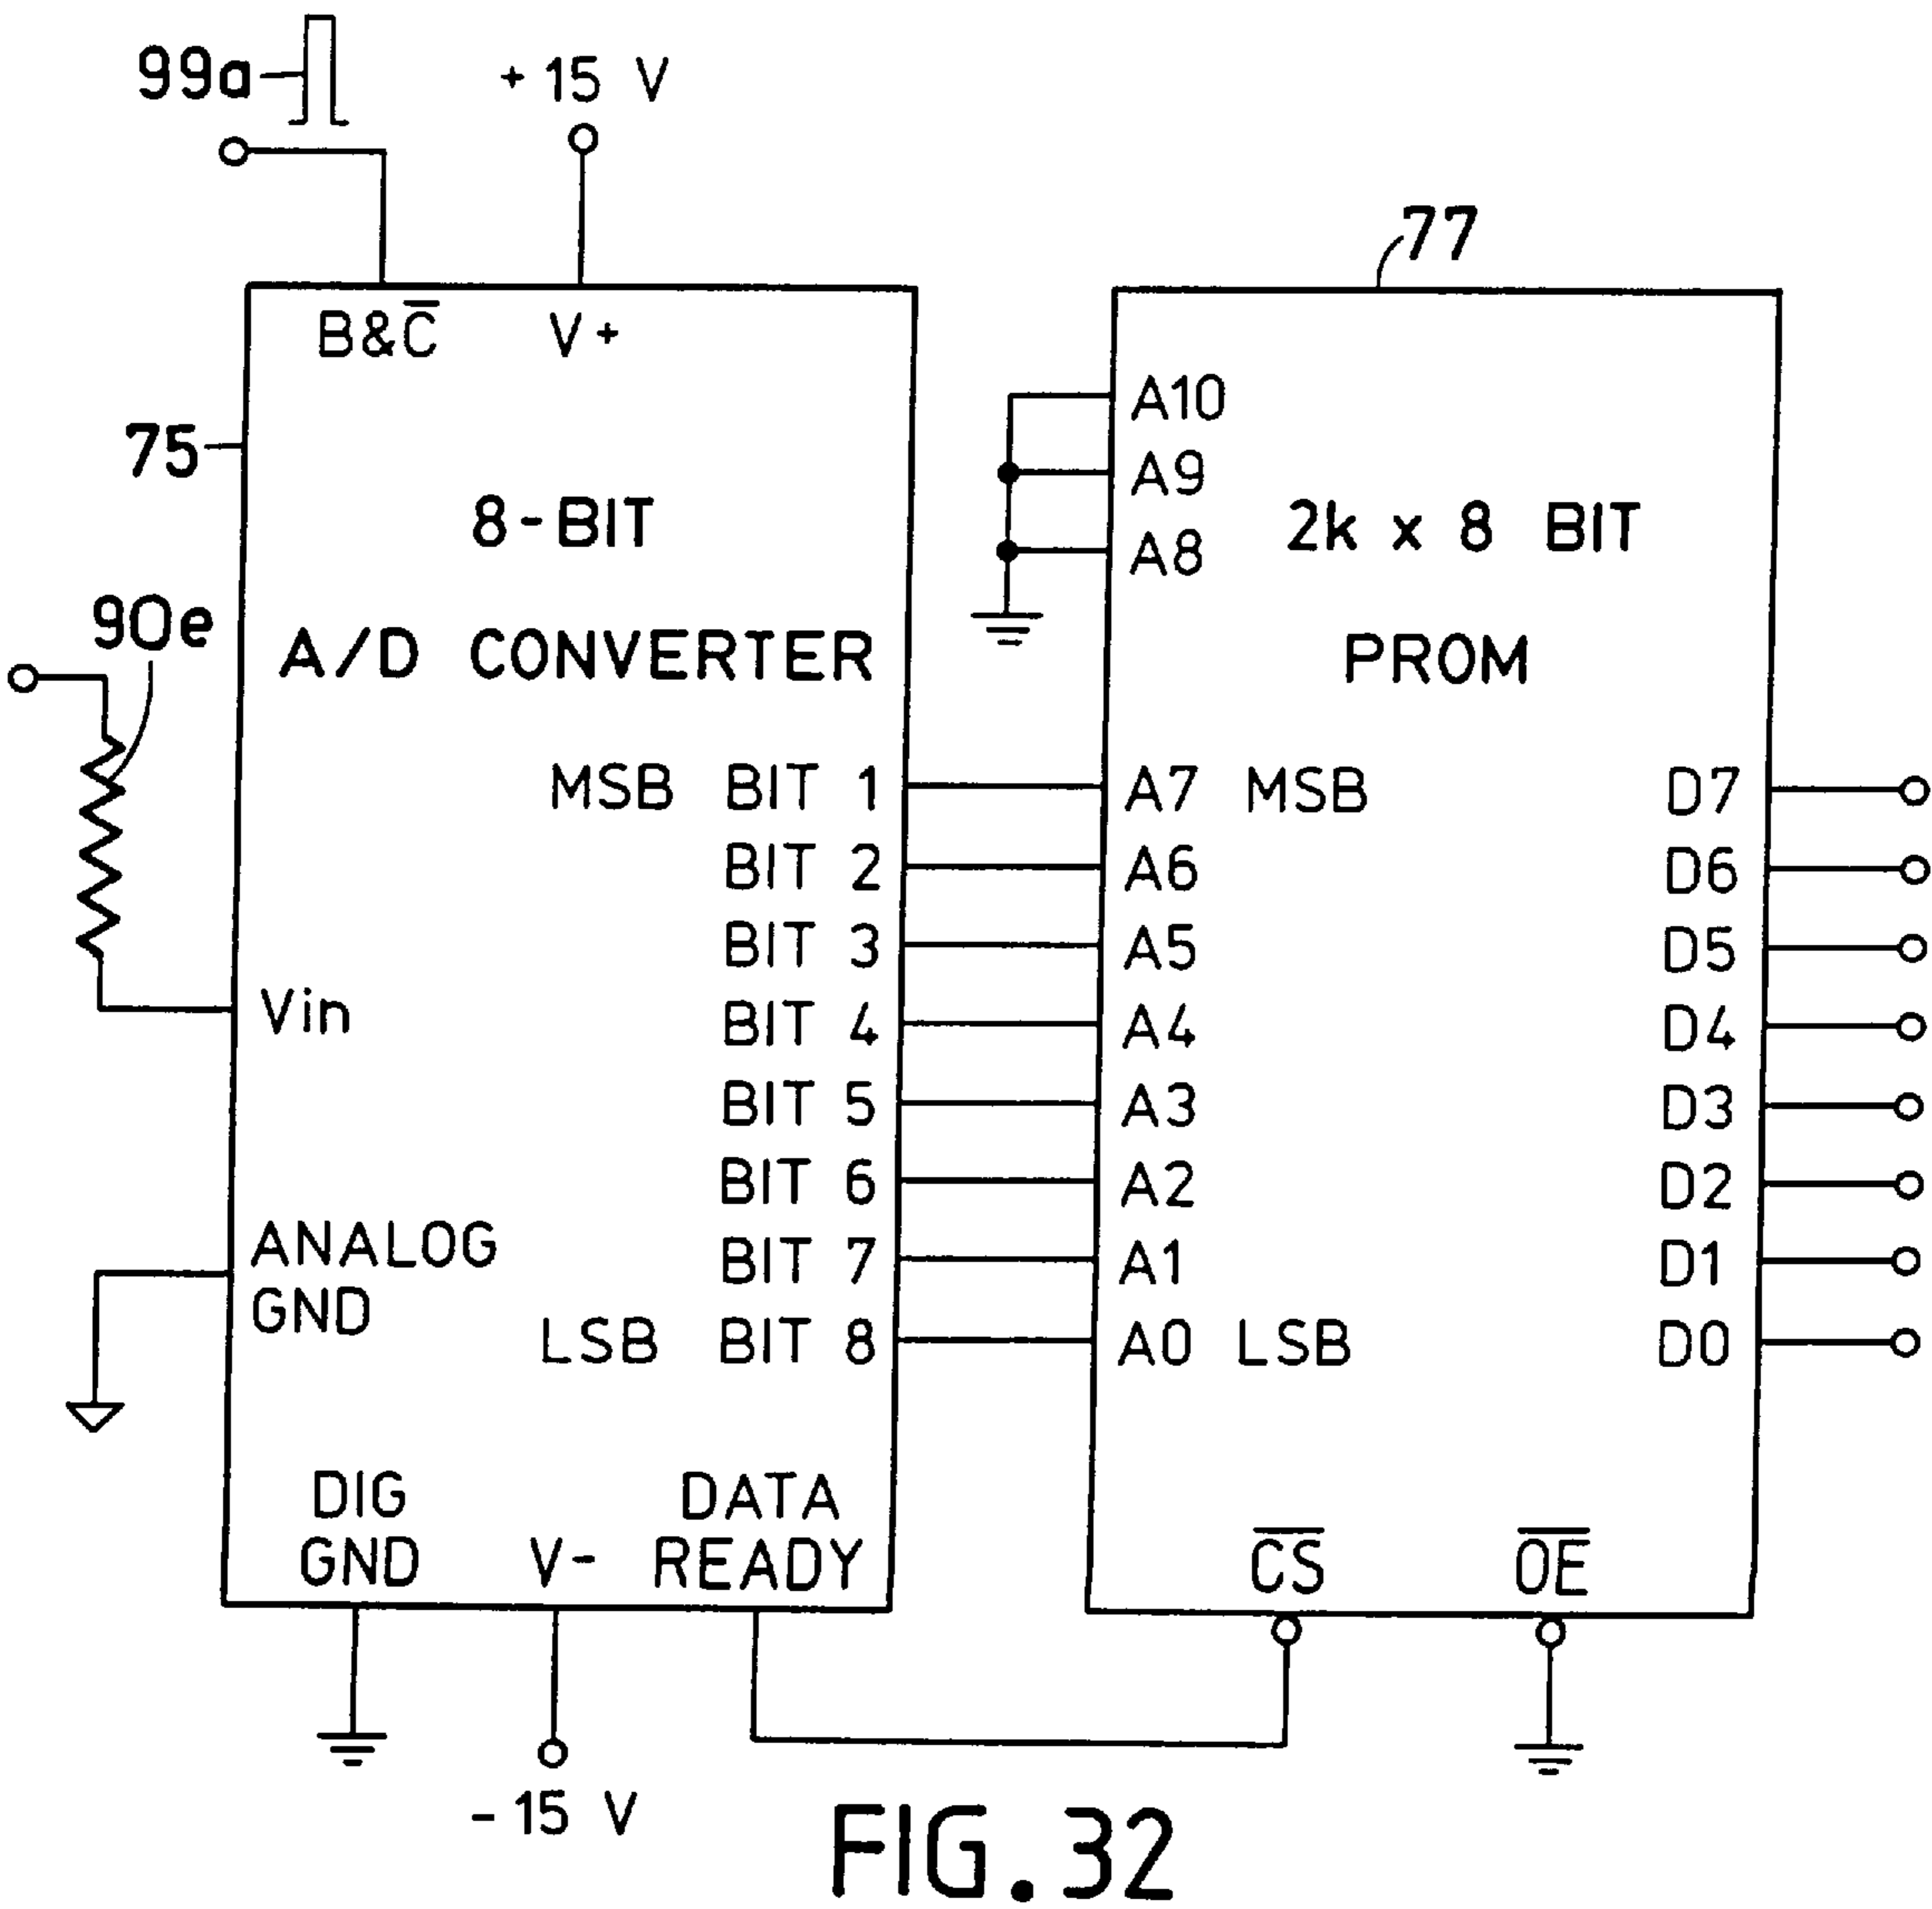 99a
+15 V
77
B&C̅ V+
A10
75
A9
8-BIT
2k x 8 BIT
A8
90e
A/D CONVERTER
PROM
MSB BIT 1 A7 MSB D7
BIT 2 A6 D6
BIT 3 A5 D5
Vin
BIT 4 A4 D4
BIT 5 A3 D3
BIT 6 A2 D2
ANALOG
GND
BIT 7 A1 D1
LSB BIT 8 A0 LSB D0
DIG
GND
V-
DATA
READY
C̅S̅ O̅E̅
-15 V
FIG. 32